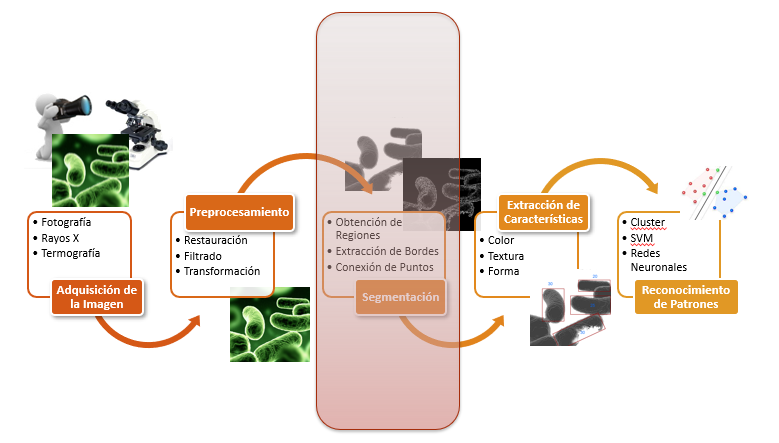 • Fotografía
• Rayos X
• Termografía
Adquisición de
la Imagen
Preprocesamiento
• Restauración
• Filtrado
• Transformación
• Obtención de
Regiones
• Extracción de Bordes
• Conexión de Puntos
Segmentación
Extracción de
Características
• Color
• Textura
• Forma
• Cluster
• SVM
• Redes
Neuronales
Reconocimiento
de Patrones